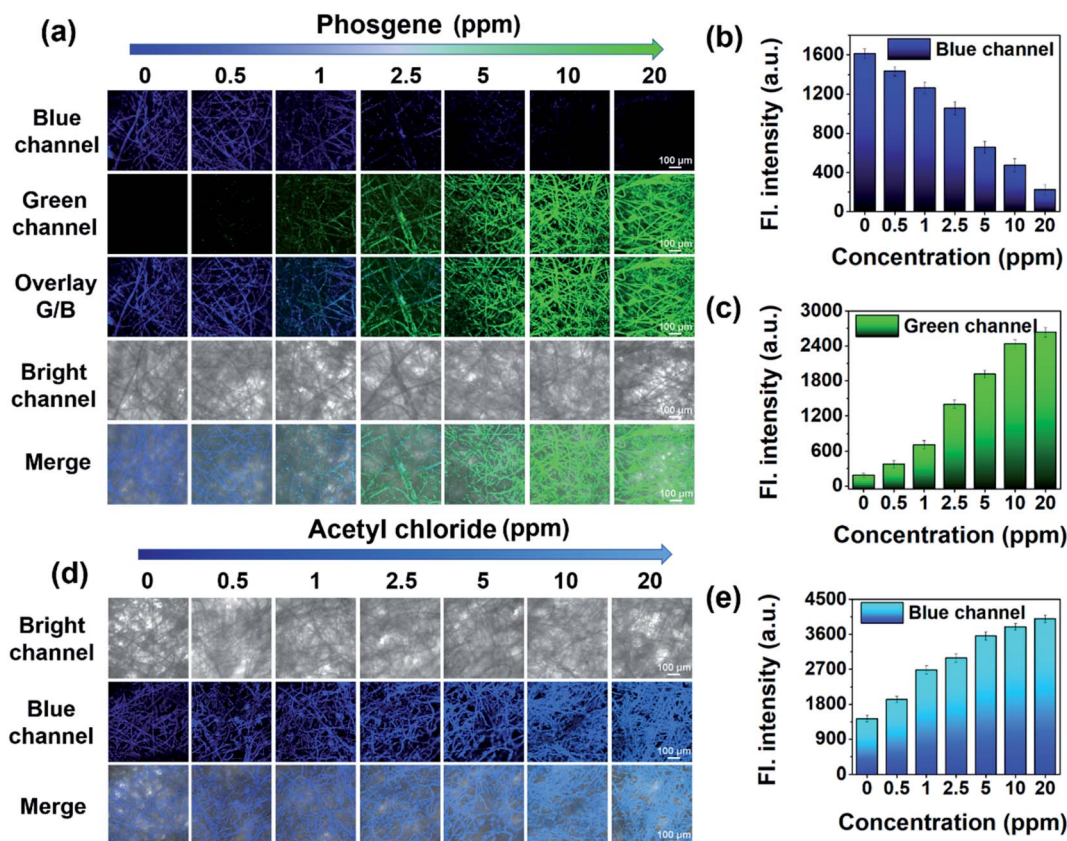 (a)
Phosgene (ppm)
0 0.5 1 2.5 5 10 20
Blue
channel
100 μm
Green
channel
100 μm
Overlay
G/B
100 μm
Bright
channel
100 μm
Merge
100 μm
(b)
Blue channel
Fl. intensity (a.u.)
1600
1200
800
400
0
0 0.5 1 2.5 5 10 20
Concentration (ppm)
(c)
Green channel
Fl. intensity (a.u.)
3000
2400
1800
1200
600
0
0 0.5 1 2.5 5 10 20
Concentration (ppm)
(d)
Acetyl chloride (ppm)
0 0.5 1 2.5 5 10 20
Bright
channel
100 μm
Blue
channel
100 μm
Merge
100 μm
(e)
Blue channel
Fl. intensity (a.u.)
4500
3600
2700
1800
900
0
0 0.5 1 2.5 5 10 20
Concentration (ppm)